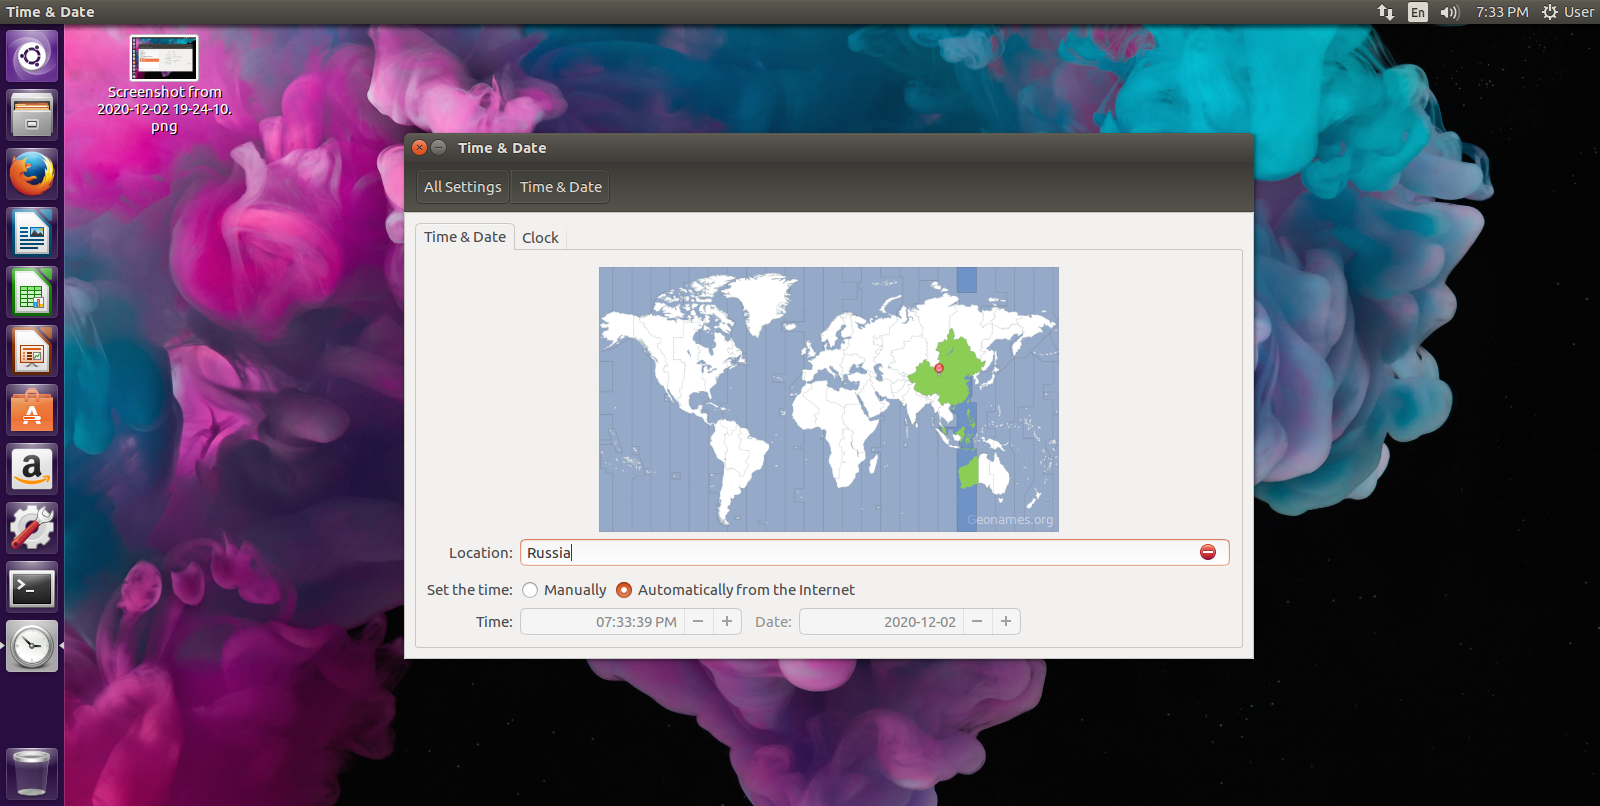 Time & Date
En
7:33 PM
User
Screenshot from
2020-12-02 19-24-10.
png
Time & Date
All Settings
Time & Date
Time & Date
Clock
Geonames.org
Location:
Russia
Set the time:
Manually
Automatically from the Internet
Time:
07:33:39 PM
Date:
2020-12-02